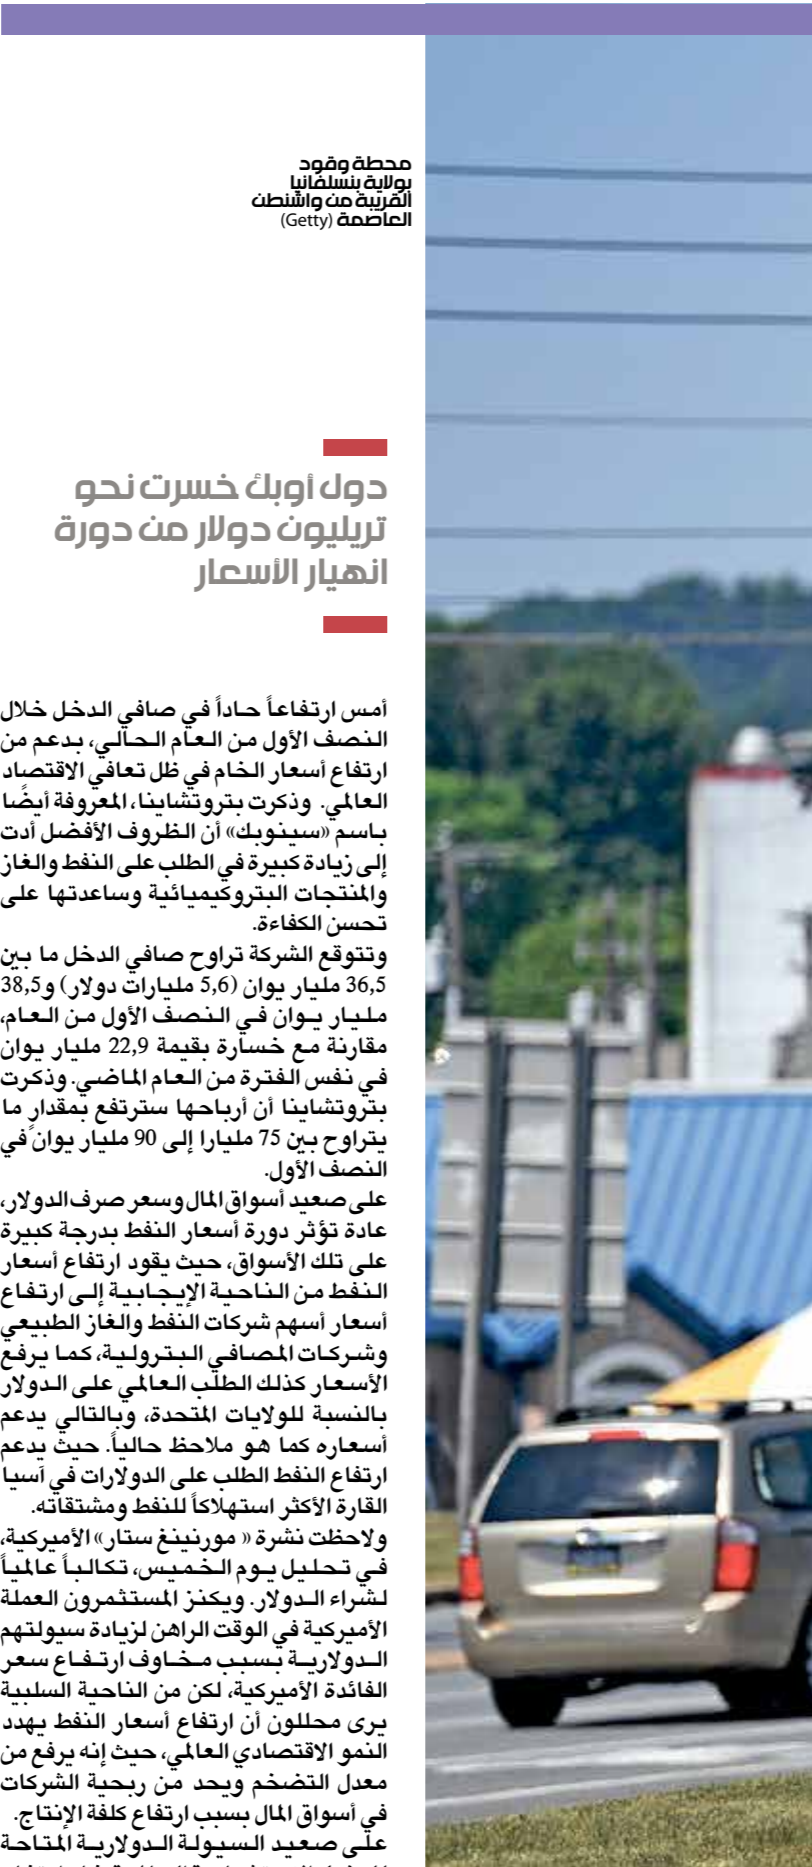 محطة وقود
بولاية بنسلفانيا
القريبة من واشنطن
العاصمة (Getty)
دول أوبك خسرت نحو
تريليون دولار من دورة
انهيار الأسعار
أمس ارتفاعاً حاداً في صافي الدخل خلال
النصف الأول من العام الحالي، بدعم من
ارتفاع أسعار الخام في ظل تعافي الاقتصاد
العالمي. وذكرت بتروتشاينا، المعروفة أيضًا
باسم «سينوبك» أن الظروف الأفضل أدت
إلى زيادة كبيرة في الطلب على النفط والغاز
والمنتجات البتروكيميائية وساعدتها على
تحسن الكفاءة.
وتتوقع الشركة تراوح صافي الدخل ما بين
36,5 مليار يوان (5,6 مليارات دولار) و38,5
مليار يوان في النصف الأول من العام،
مقارنة مع خسارة بقيمة 22,9 مليار يوان
في نفس الفترة من العام الماضي. وذكرت
بتروتشاينا أن أرباحها سترتفع بمقدارٍ ما
يتراوح بين 75 مليارا إلى 90 مليار يوان في
النصف الأول.
على صعيد أسواق المال وسعر صرف الدولار،
عادة تؤثر دورة أسعار النفط بدرجة كبيرة
على تلك الأسواق، حيث يقود ارتفاع أسعار
النفط من الناحية الإيجابية إلى ارتفاع
أسعار أسهم شركات النفط والغاز الطبيعي
وشركات المصافي البترولية، كما يرفع
الأسعار كذلك الطلب العالمي على الدولار
بالنسبة للولايات المتحدة، وبالتالي يدعم
أسعاره كما هو ملاحظ حالياً. حيث يدعم
ارتفاع النفط الطلب على الدولارات في آسيا
القارة الأكثر استهلاكاً للنفط ومشتقاته.
ولاحظت نشرة « مورنينغ ستار» الأميركية،
في تحليل يوم الخميس، تكالباً عالمياً
لشراء الدولار. ويكنز المستثمرون العملة
الأميركية في الوقت الراهن لزيادة سيولتهم
الدولارية بسبب مخاوف ارتفاع سعر
الفائدة الأميركية، لكن من الناحية السلبية
يرى محللون أن ارتفاع أسعار النفط يهدد
النمو الاقتصادي العالمي، حيث إنه يرفع من
معدل التضخم ويحد من ربحية الشركات
في أسواق المال بسبب ارتفاع كلفة الإنتاج.
على صعيد السيولة الدولارية المتاحة